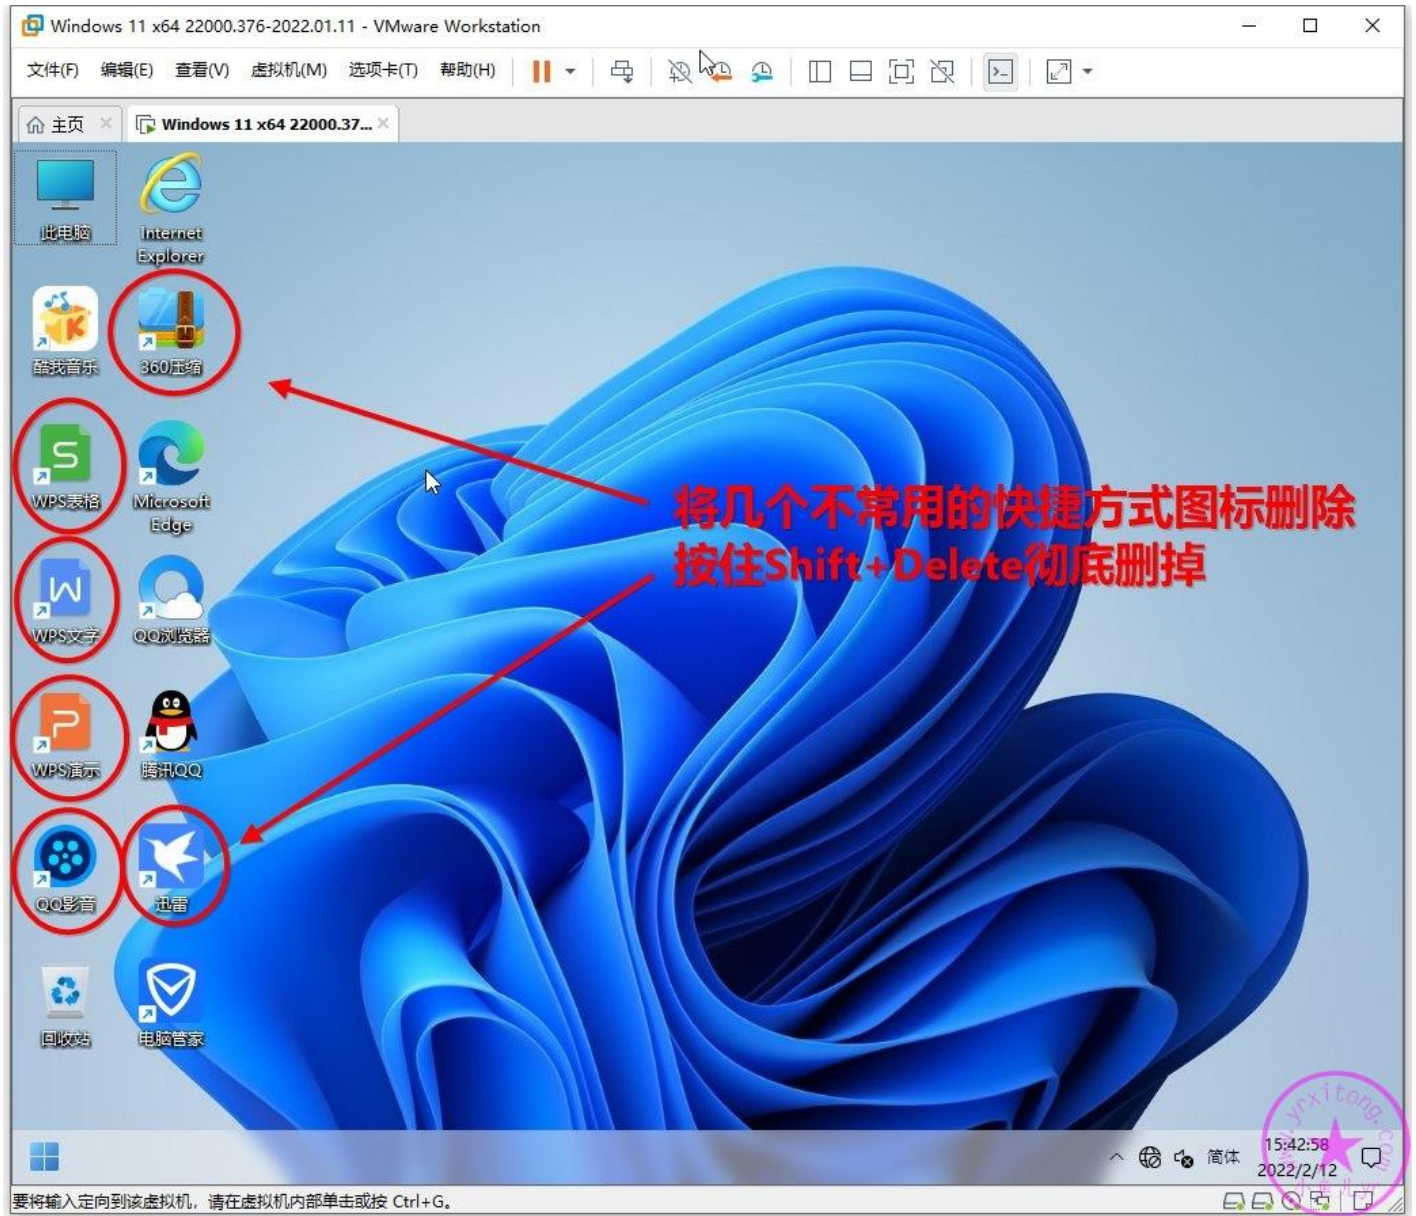 Windows 11 x64 22000.376-2022.01.11 - VMware Workstation
文件(F) 编辑(E) 查看(V) 虚拟机(M) 选项卡(T) 帮助(H)
主页 Windows 11 x64 22000.37...
此电脑
Internet
Explorer
酷我音乐
360压缩
WPS表格
Microsoft
Edge
将几个不常用的快捷方式图标删除
按住Shift+Delete彻底删掉
WPS文字
QQ浏览器
WPS演示
腾讯QQ
QQ影音
迅雷
回收站
电脑管家
简体
15:42:58
2022/2/12
www.yrxitong.com
要将输入定向到该虚拟机，请在虚拟机内部单击或按 Ctrl+G。